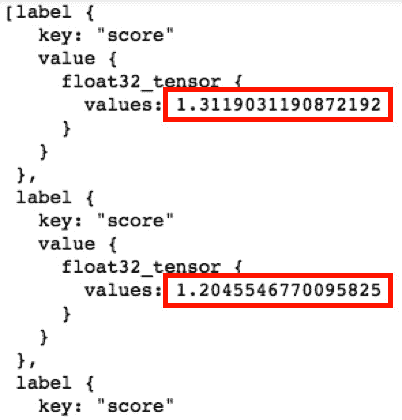 [label {
key: "score"
value {
float32_tensor {
values: 1.3119031190872192
}
}
},
label {
key: "score"
value {
float32_tensor {
values: 1.2045546770095825
}
}
},
label {
key: "score"